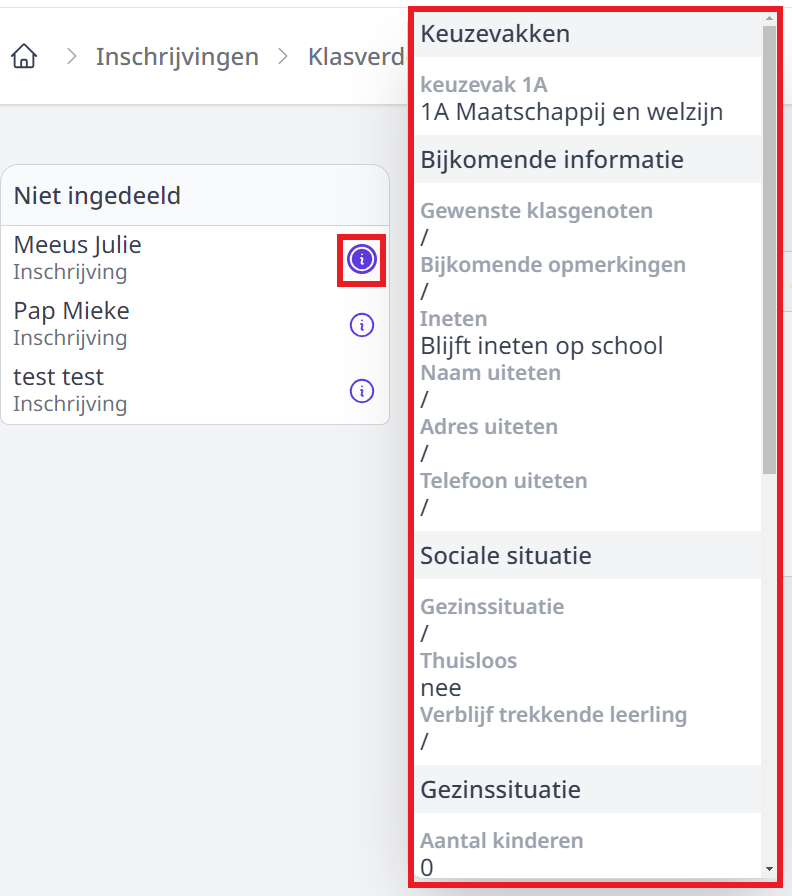 Inschrijvingen
Klasverd
Niet ingedeeld
Meeus Julie
Inschrijving
Pap Mieke
Inschrijving
test test
Inschrijving
Keuzevakken
keuzevak 1A
1A Maatschappij en welzijn
Bijkomende informatie
Gewenste klasgenoten
/
Bijkomende opmerkingen
/
Ineten
Blijft ineten op school
Naam uiteten
/
Adres uiteten
/
Telefoon uiteten
/
Sociale situatie
Gezinssituatie
/
Thuisloos
nee
Verblijf trekkende leerling
/
Gezinssituatie
Aantal kinderen
0